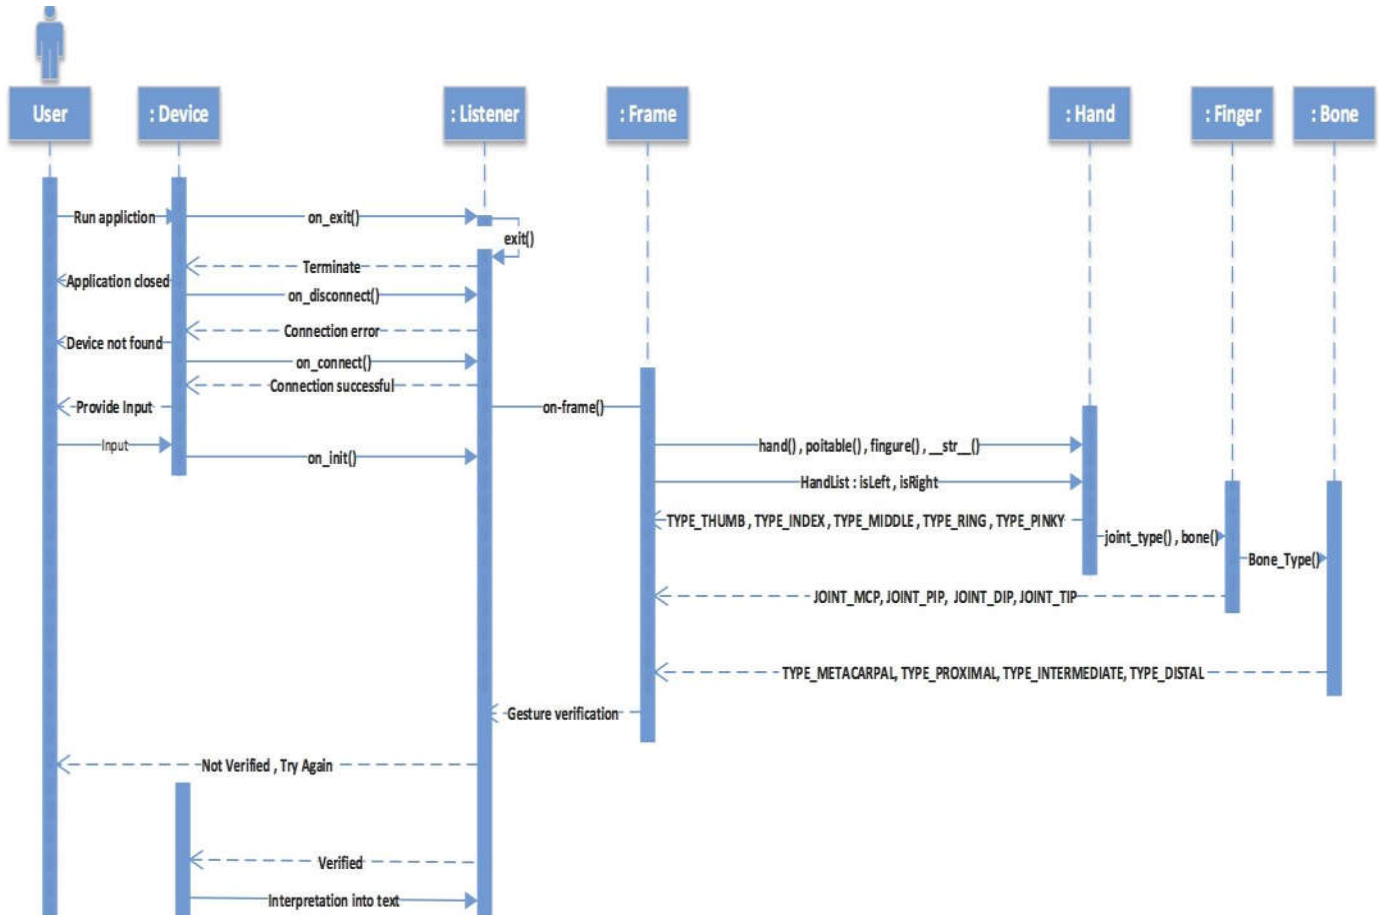 User
: Device
: Listener
: Frame
: Hand
: Finger
: Bone
Run appliction
on_exit()
exit()
Terminate
Application closed
on_disconnect()
Connection error
Device not found
on_connect()
Connection successful
Provide Input
on-frame()
Input
hand() , poitable() , fingure() , __str__()
on_init()
HandList : isLeft , isRight
TYPE_THUMB , TYPE_INDEX , TYPE_MIDDLE , TYPE_RING , TYPE_PINKY
joint_type() , bone()
Bone_Type()
JOINT_MCP, JOINT_PIP, JOINT_DIP, JOINT_TIP
TYPE_METACARPAL, TYPE_PROXIMAL, TYPE_INTERMEDIATE, TYPE_DISTAL
Gesture verification
Not Verified , Try Again
Verified
Interpretation into text